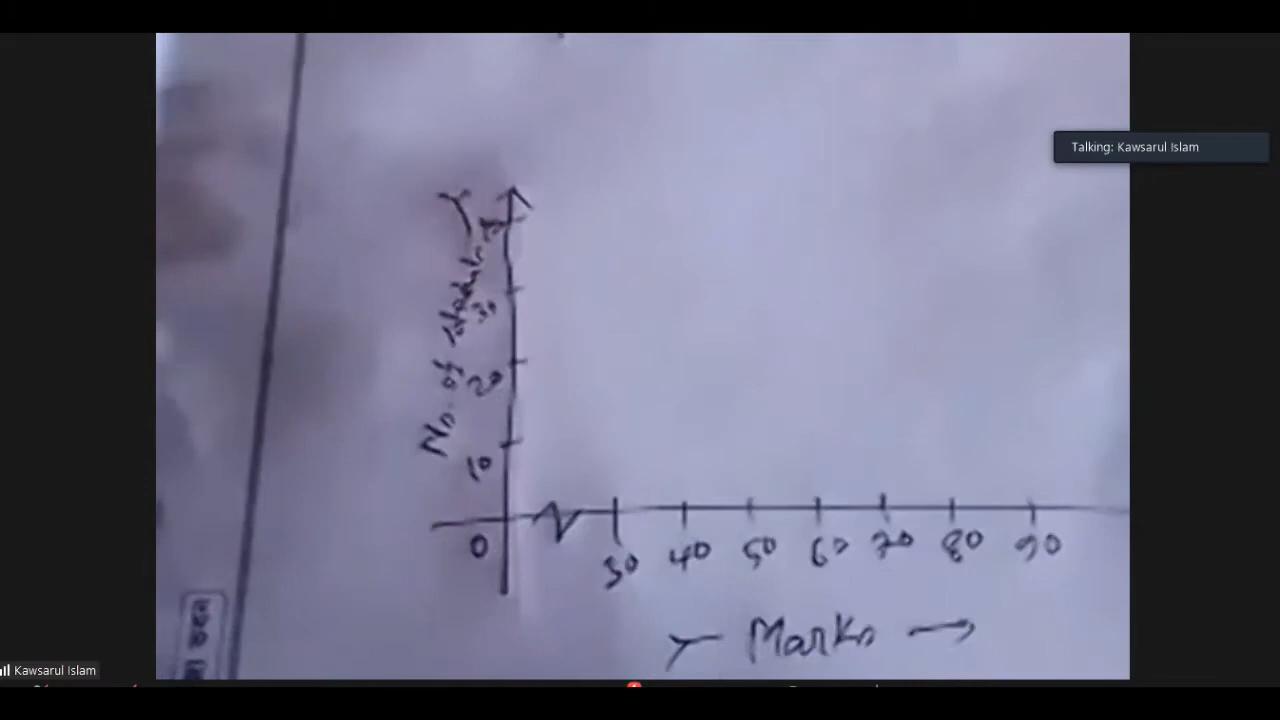 Talking: Kawsarul Islam
No. of students
30
20
10
0
30 40 50 60 70 80 90
Marks
Kawsarul Islam